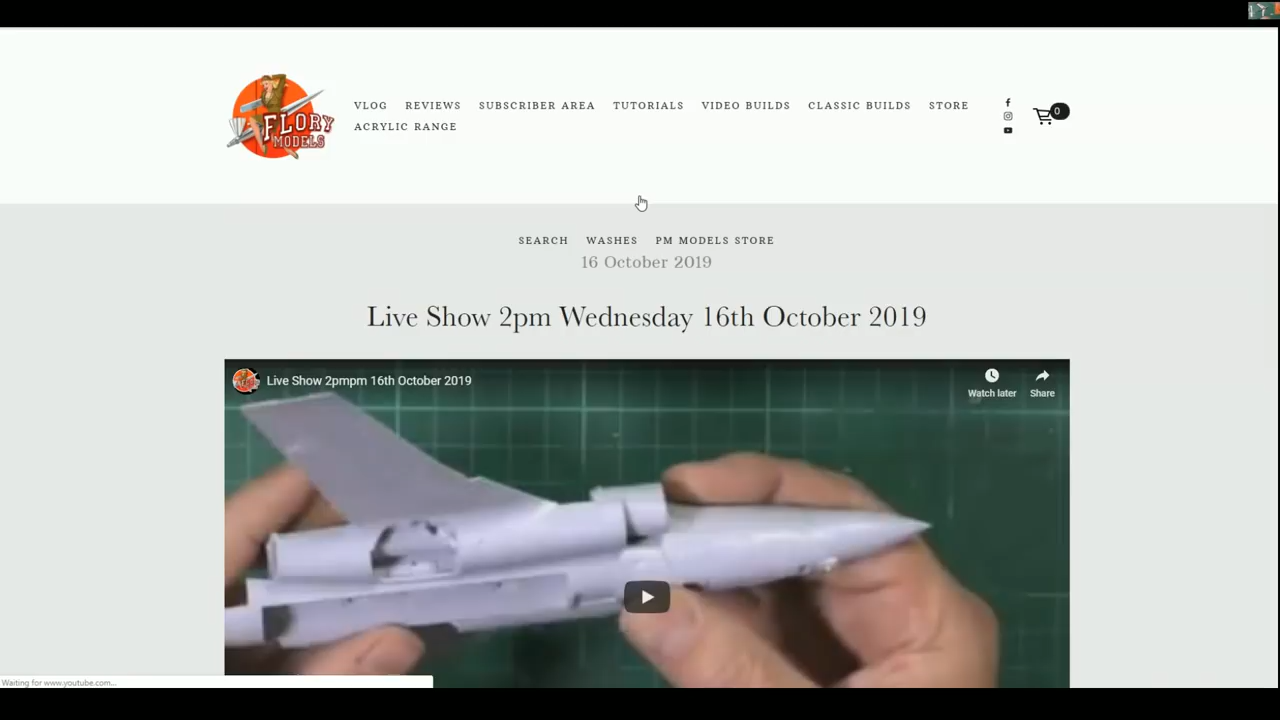 FLORY
MODELS
VLOG REVIEWS SUBSCRIBER AREA TUTORIALS VIDEO BUILDS CLASSIC BUILDS STORE
ACRYLIC RANGE
0
SEARCH WASHES PM MODELS STORE
16 October 2019
Live Show 2pm Wednesday 16th October 2019
Live Show 2pmpm 16th October 2019
Watch later
Share
Waiting for www.youtube.com...